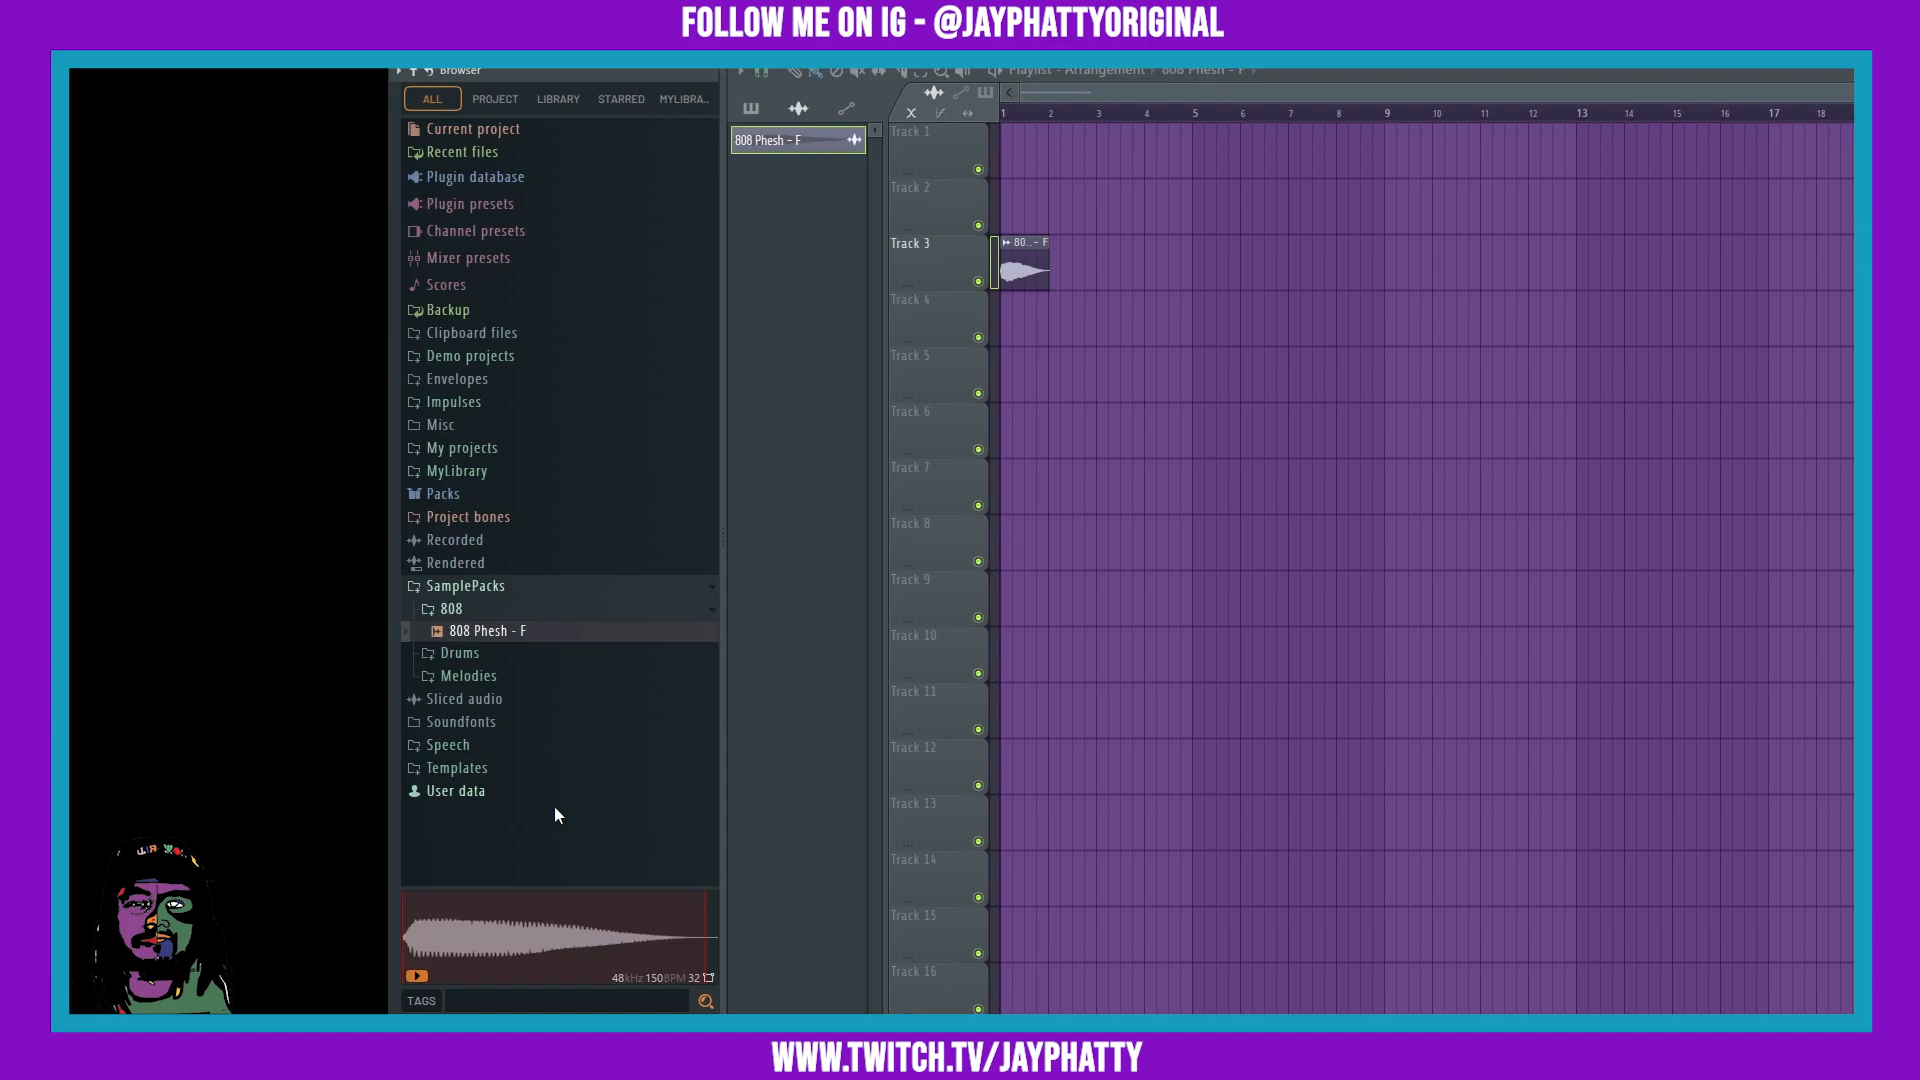 FOLLOW ME ON IG - @JAYPHATTYORIGINAL
Browser
Playlist - Arrangement › 808 Phesh - F ›
ALL PROJECT LIBRARY STARRED MYLIBRA..
Current project
Recent files
Plugin database
Plugin presets
Channel presets
Mixer presets
Scores
Backup
Clipboard files
Demo projects
Envelopes
Impulses
Misc
My projects
MyLibrary
Packs
Project bones
Recorded
Rendered
SamplePacks
808
808 Phesh - F
Drums
Melodies
Sliced audio
Soundfonts
Speech
Templates
User data
48kHz 150BPM 32
TAGS
808 Phesh - F
1 2 3 4 5 6 7 8 9 10 11 12 13 14 15 16 17 18
Track 1
Track 2
Track 3
80..- F
Track 4
Track 5
Track 6
Track 7
Track 8
Track 9
Track 10
Track 11
Track 12
Track 13
Track 14
Track 15
Track 16
WWW.TWITCH.TV/JAYPHATTY